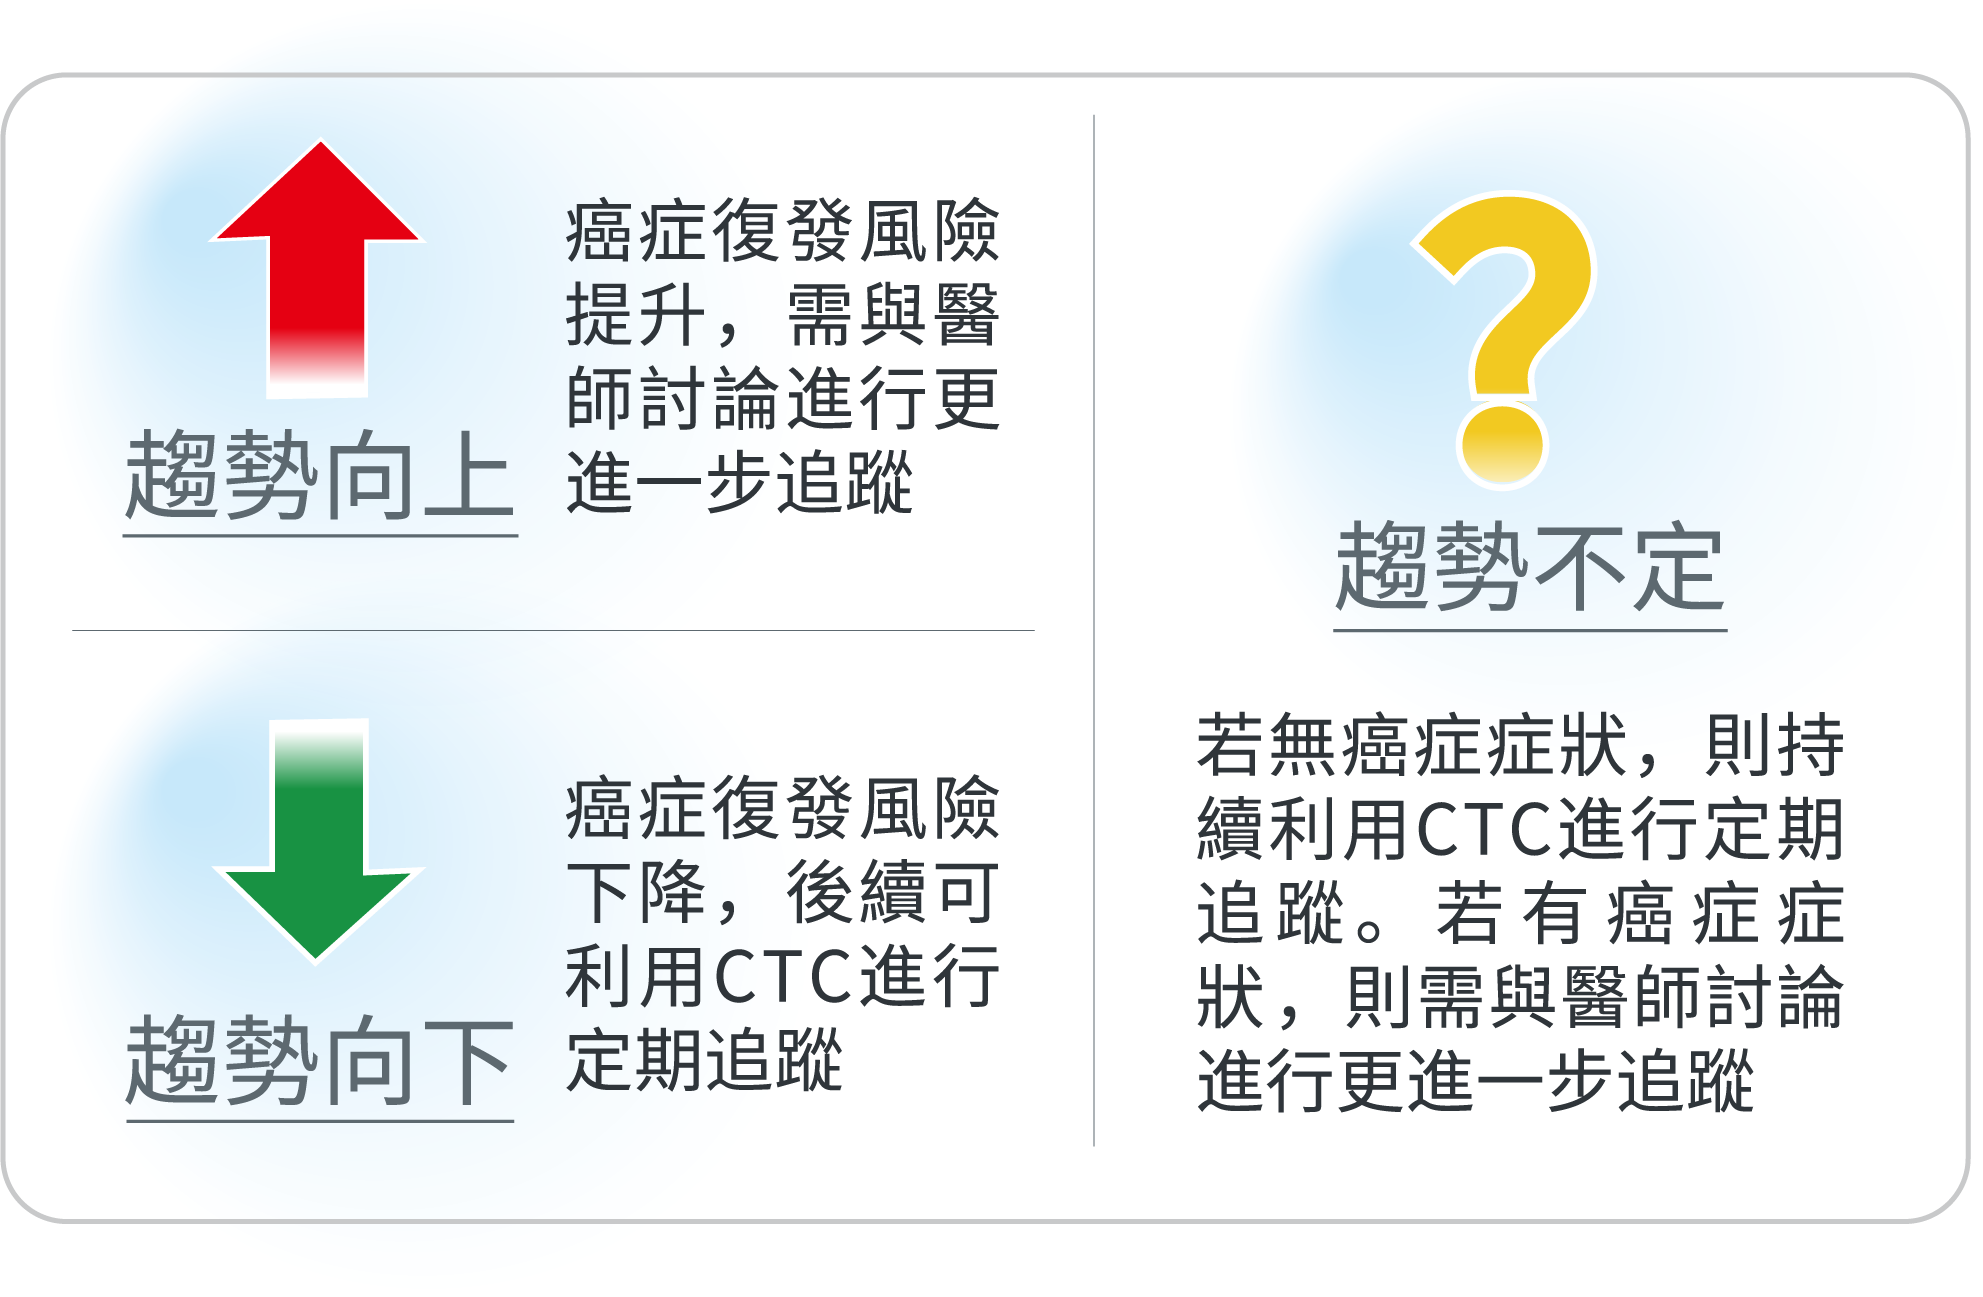 趨勢向上
癌症復發風險
提升，需與醫
師討論進行更
進一步追蹤
趨勢向下
癌症復發風險
下降，後續可
利用CTC進行
定期追蹤
趨勢不定
若無癌症症狀，則持
續利用CTC進行定期
追蹤。若有癌症症
狀，則需與醫師討論
進行更進一步追蹤